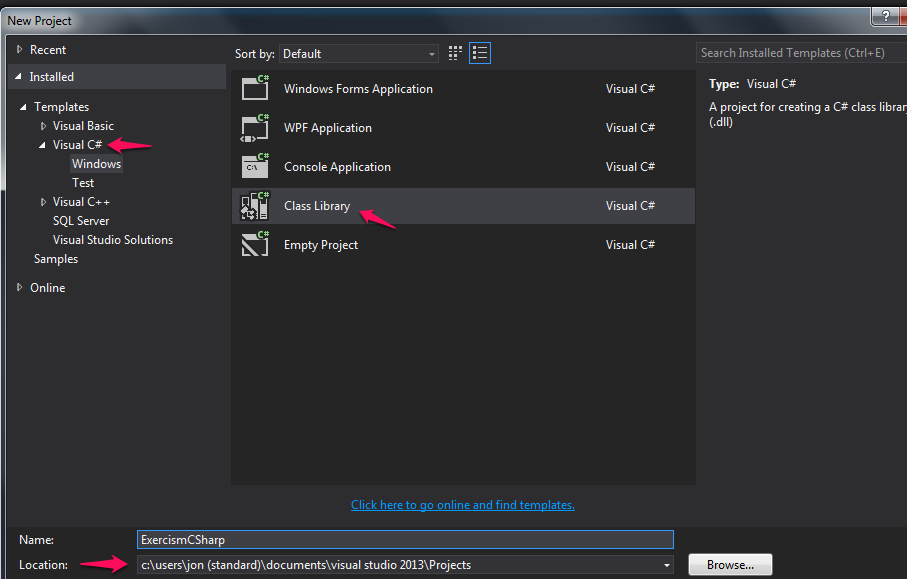 New Project
?
Recent
Installed
Templates
Visual Basic
Visual C#
Windows
Test
Visual C++
SQL Server
Visual Studio Solutions
Samples
Online
Sort by: Default
C# Windows Forms Application Visual C#
C# WPF Application Visual C#
C# C:\ Console Application Visual C#
C# Class Library Visual C#
C# Empty Project Visual C#
Click here to go online and find templates.
Search Installed Templates (Ctrl+E)
Type: Visual C#
A project for creating a C# class library
(.dll)
Name: ExercismCSharp
Location: c:\users\jon (standard)\documents\visual studio 2013\Projects Browse...